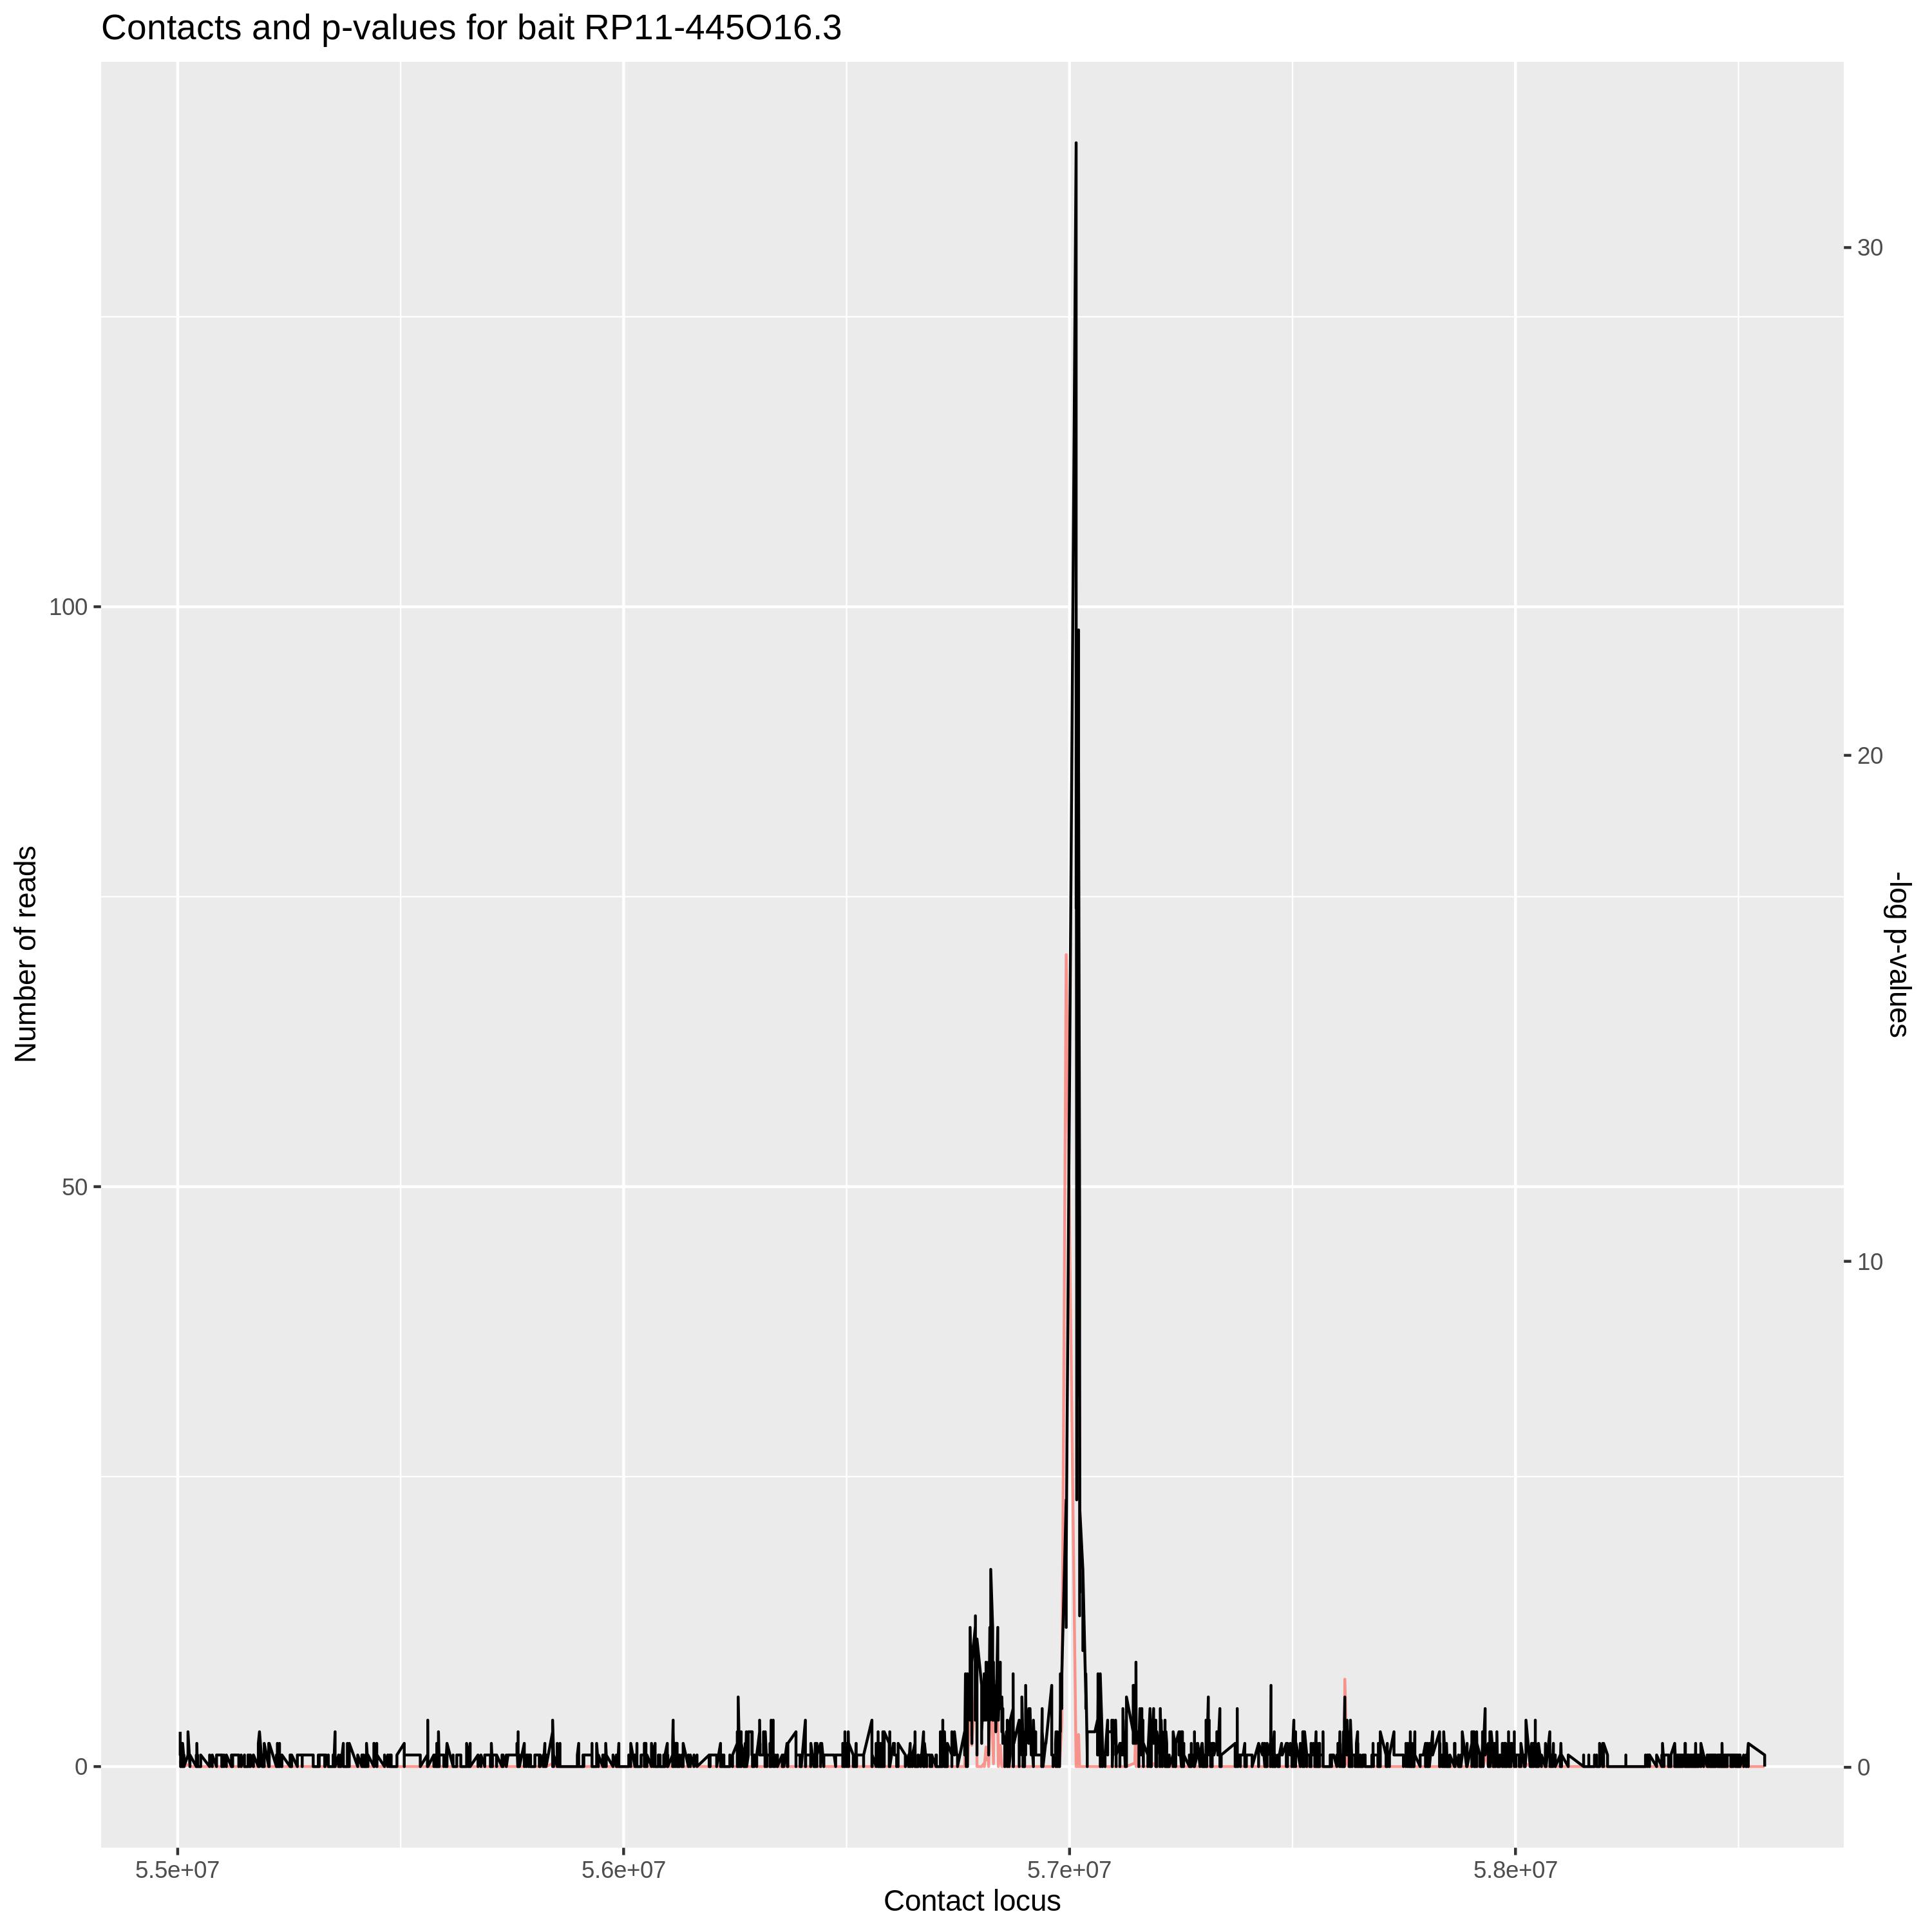 Contacts and p-values for bait RP11-445O16.3
Number of reads
100
50
0
30
20
10
0
-log p-values
5.5e+07
5.6e+07
5.7e+07
5.8e+07
Contact locus